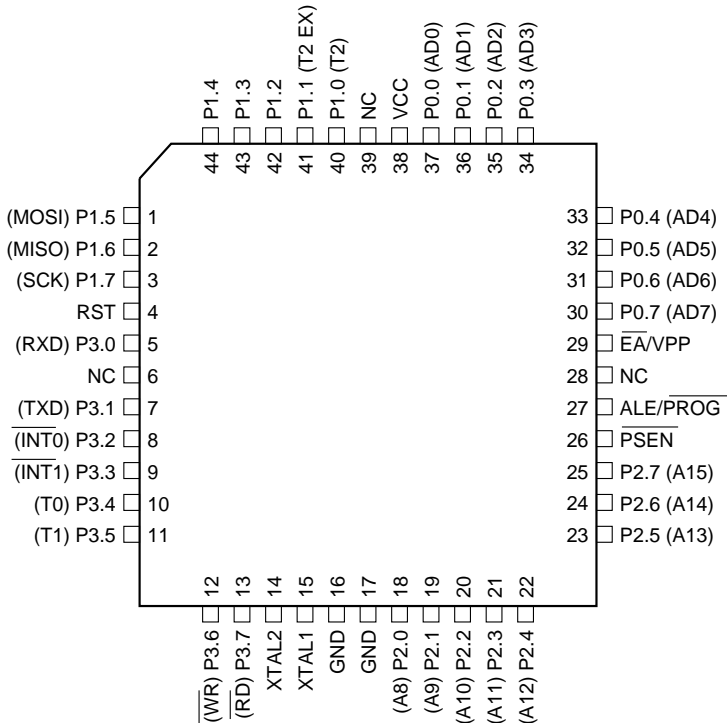 P1.4
P1.3
P1.2
P1.1 (T2 EX)
P1.0 (T2)
NC
VCC
P0.0 (AD0)
P0.1 (AD1)
P0.2 (AD2)
P0.3 (AD3)
44
43
42
41
40
39
38
37
36
35
34
(MOSI) P1.5 1
(MISO) P1.6 2
(SCK) P1.7 3
RST 4
(RXD) P3.0 5
NC 6
(TXD) P3.1 7
(INT0) P3.2 8
(INT1) P3.3 9
(T0) P3.4 10
(T1) P3.5 11
33 P0.4 (AD4)
32 P0.5 (AD5)
31 P0.6 (AD6)
30 P0.7 (AD7)
29 EA/VPP
28 NC
27 ALE/PROG
26 PSEN
25 P2.7 (A15)
24 P2.6 (A14)
23 P2.5 (A13)
12
13
14
15
16
17
18
19
20
21
22
(WR) P3.6
(RD) P3.7
XTAL2
XTAL1
GND
GND
(A8) P2.0
(A9) P2.1
(A10) P2.2
(A11) P2.3
(A12) P2.4